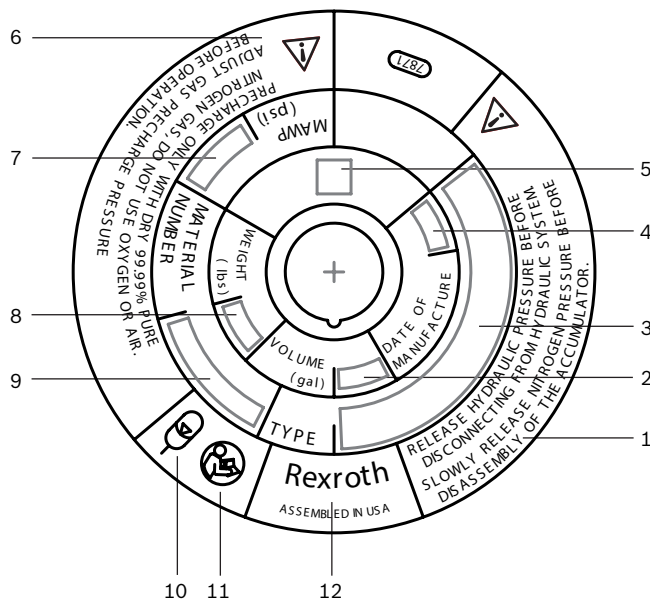 6
7
8
9
10
11
12
5
4
3
2
1
7871
PRECHARGE ONLY WITH DRY 99.99% PURE
NITROGEN GAS, DO NOT USE OXYGEN OR AIR.
ADJUST GAS PRECHARGE PRESSURE
BEFORE OPERATION.
MAWP
(psi)
MATERIAL
NUMBER
WEIGHT
( lbs)
VOLUME
(gal)
DATE OF
MANUFACTURE
TYPE
RELEASE HYDRAULIC PRESSURE BEFORE
DISCONNECTING FROM HYDRAULIC SYSTEM.
SLOWLY RELEASE NITROGEN PRESSURE BEFORE
DISASSEMBLY OF THE ACCUMULATOR.
Rexroth
ASSEMBLED IN USA